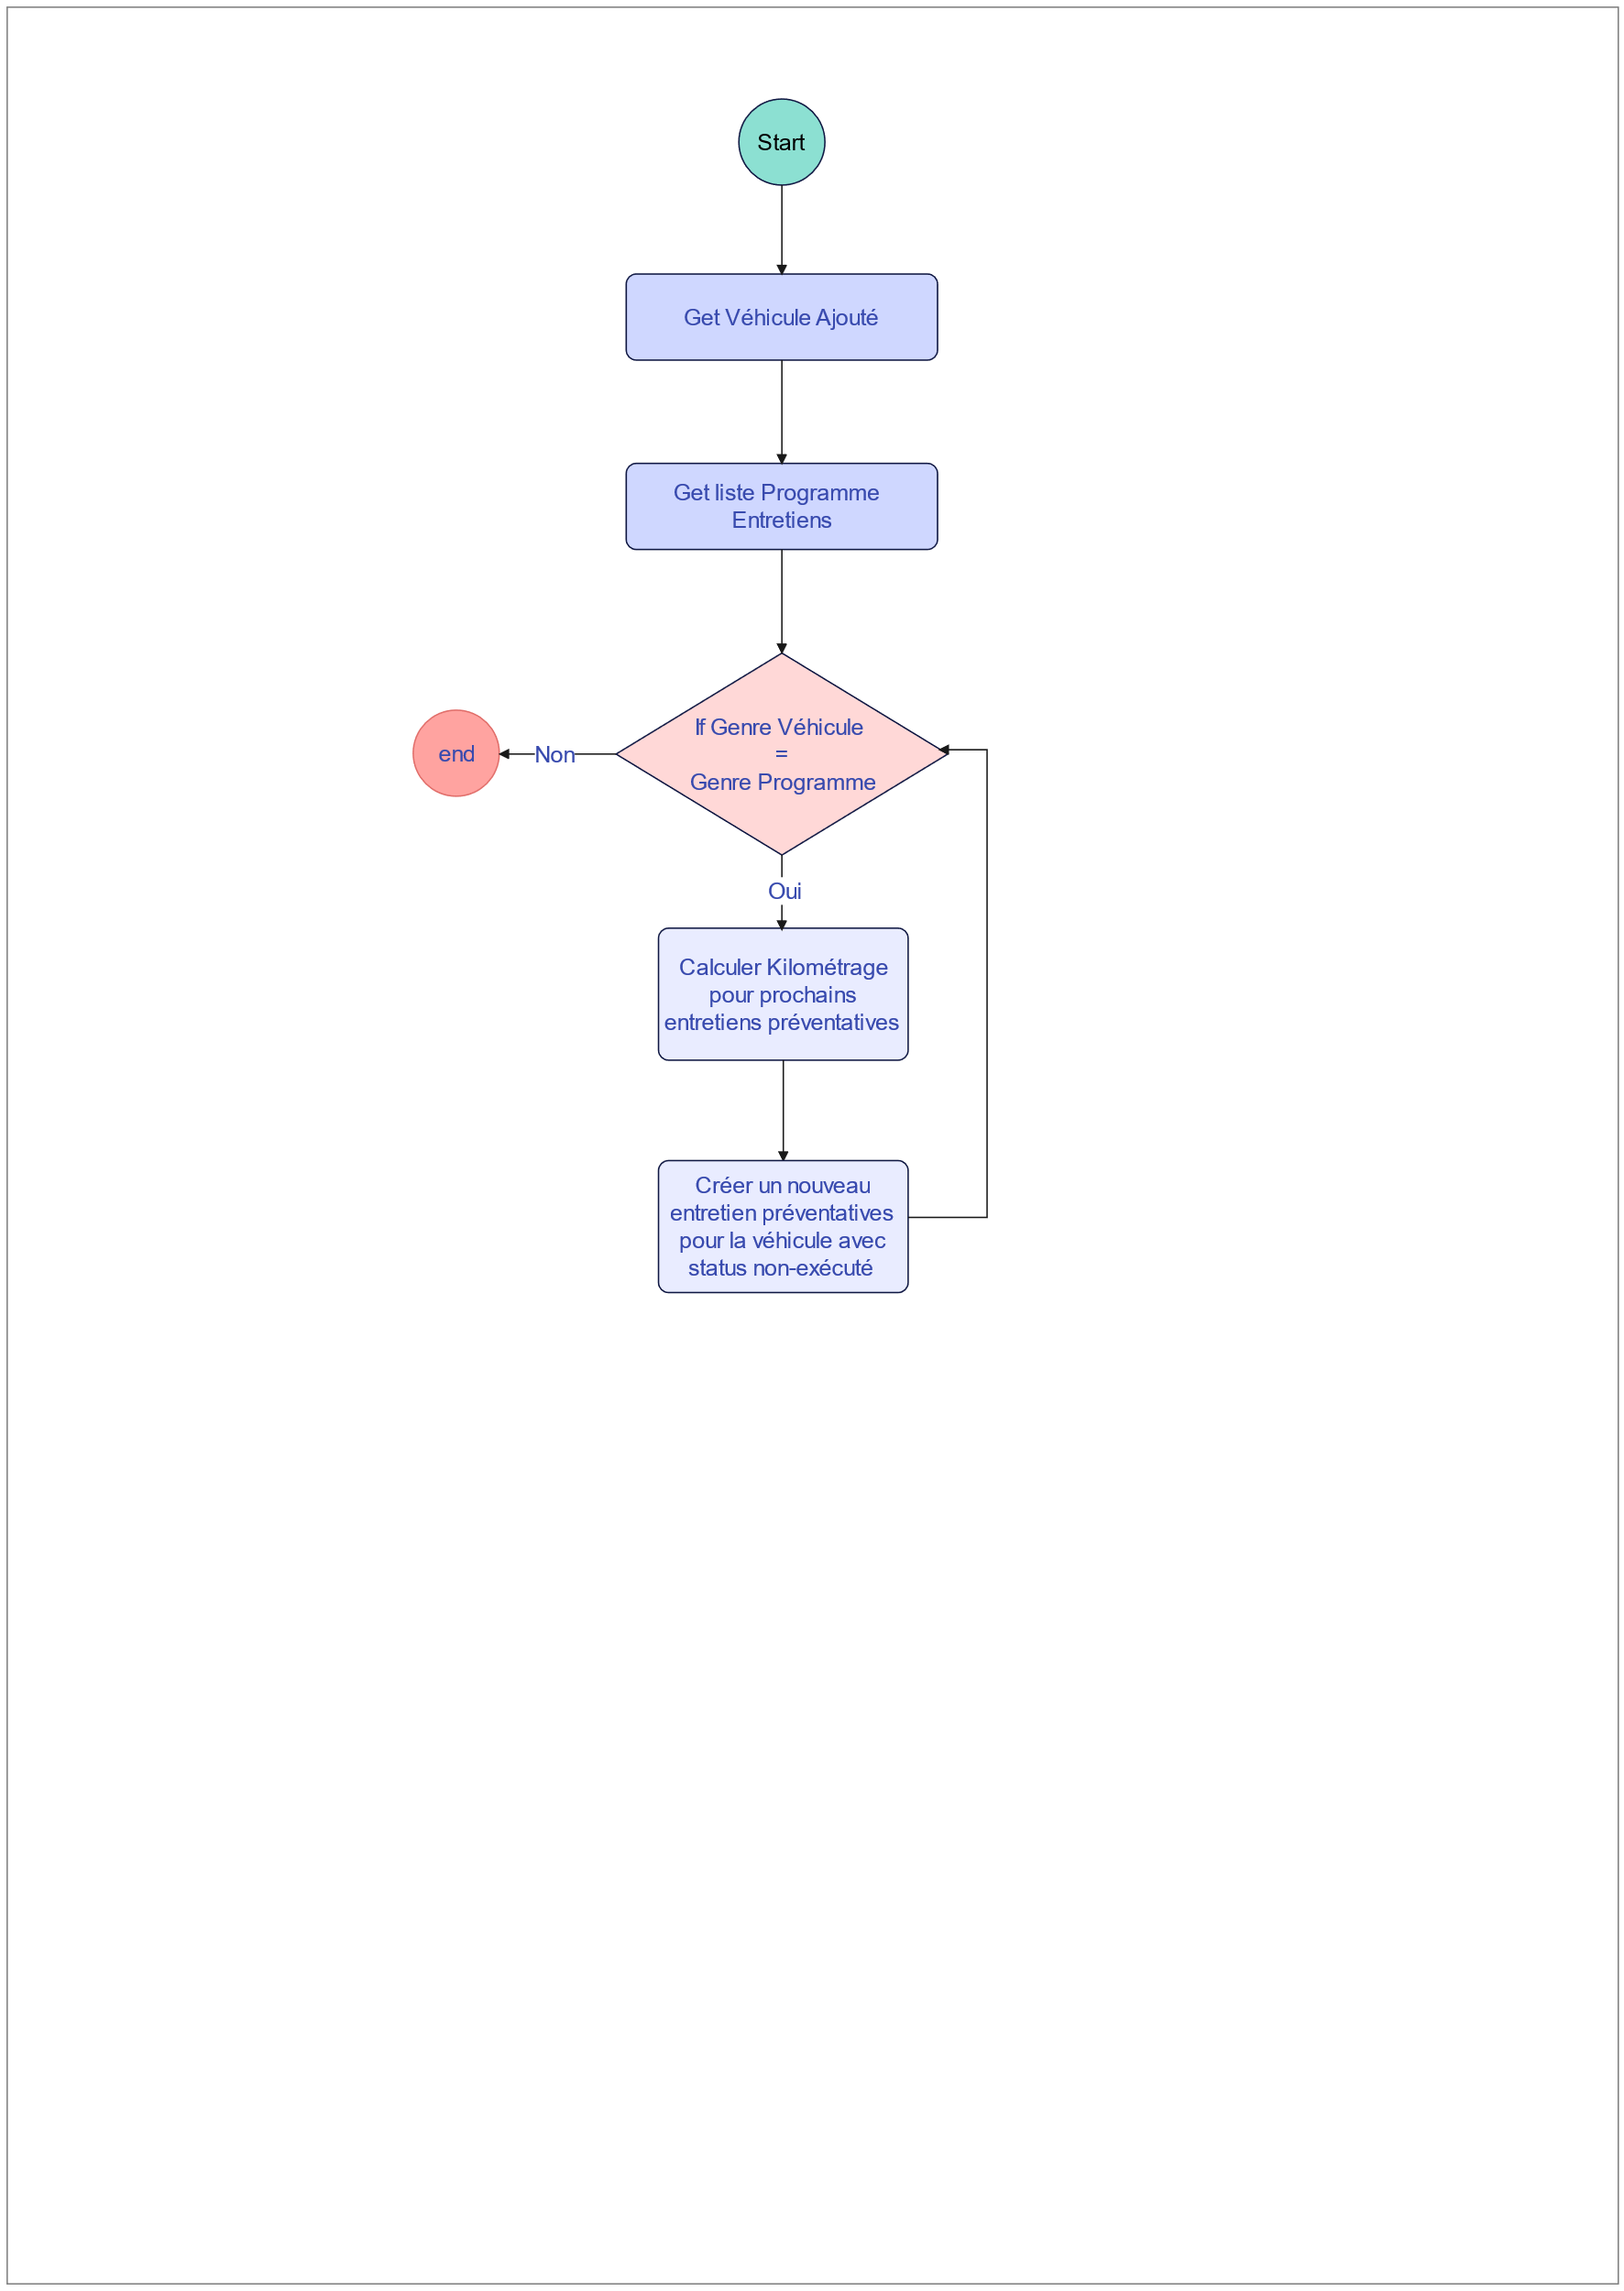 Start
Get Véhicule Ajouté
Get liste Programme
Entretiens
If Genre Véhicule
=
Genre Programme
end
Non
Oui
Calculer Kilométrage
pour prochains
entretiens préventatives
Créer un nouveau
entretien préventatives
pour la véhicule avec
status non-exécuté